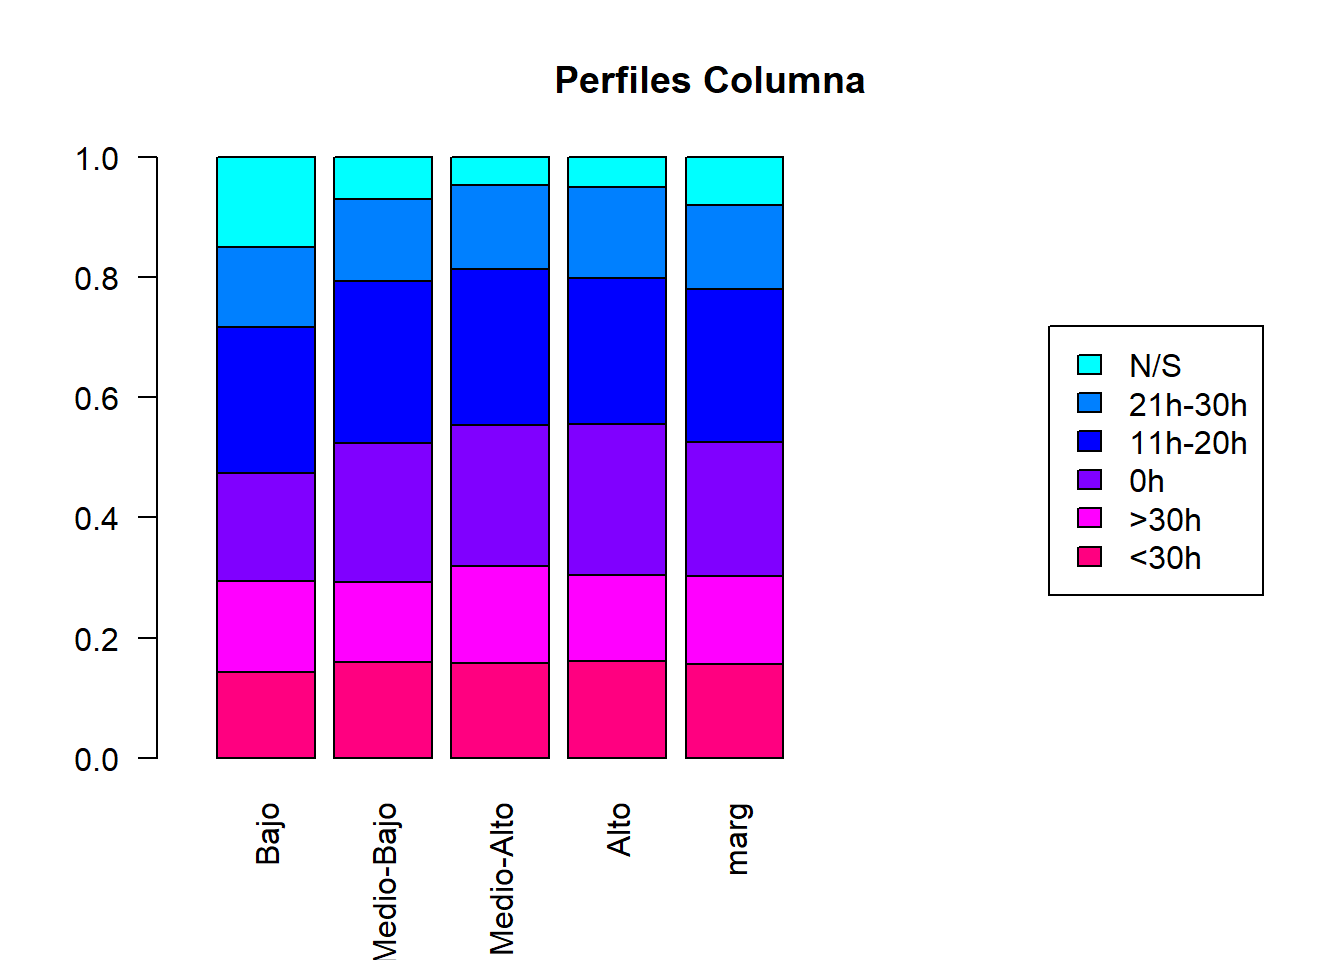 Perfiles Columna
1.0
0.8
0.6
0.4
0.2
0.0
Bajo
Medio-Bajo
Medio-Alto
Alto
marg
N/S
21h-30h
11h-20h
0h
>30h
<30h